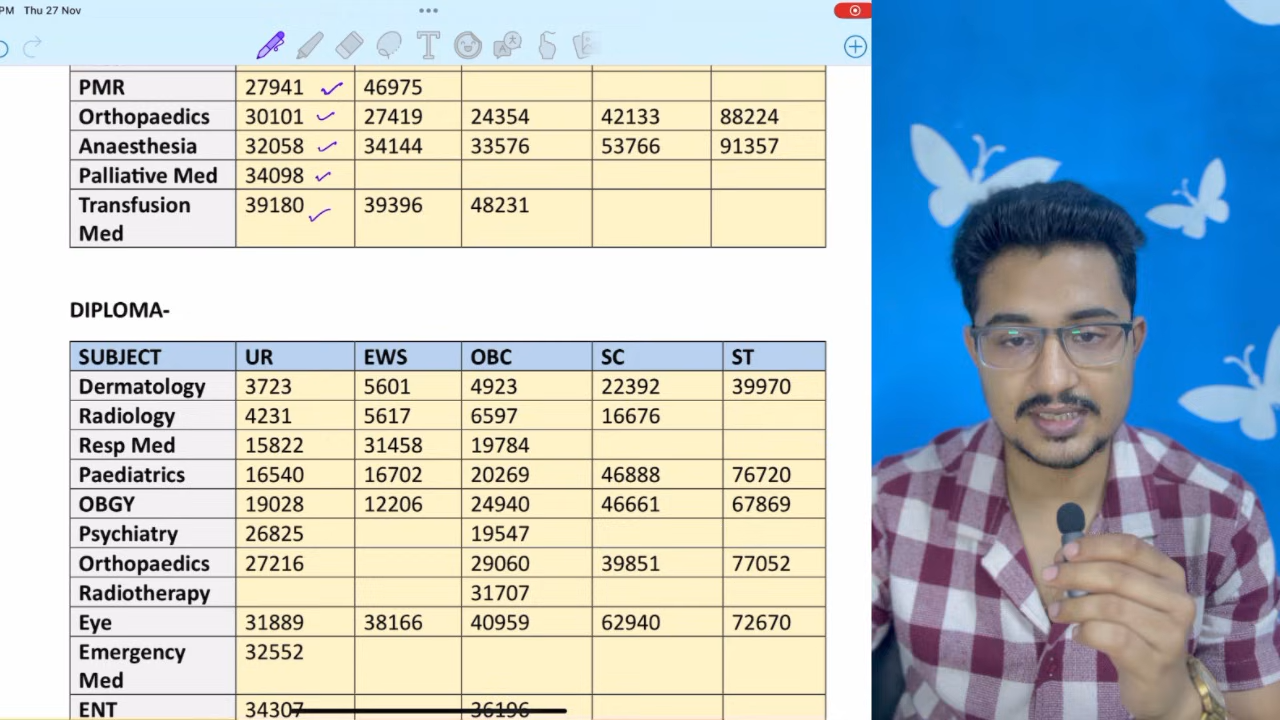 PM Thu 27 Nov
PMR 27941 46975
Orthopaedics 30101 27419 24354 42133 88224
Anaesthesia 32058 34144 33576 53766 91357
Palliative Med 34098
Transfusion 39180 39396 48231
Med
DIPLOMA-
SUBJECT UR EWS OBC SC ST
Dermatology 3723 5601 4923 22392 39970
Radiology 4231 5617 6597 16676
Resp Med 15822 31458 19784
Paediatrics 16540 16702 20269 46888 76720
OBGY 19028 12206 24940 46661 67869
Psychiatry 26825 19547
Orthopaedics 27216 29060 39851 77052
Radiotherapy 31707
Eye 31889 38166 40959 62940 72670
Emergency 32552
Med
ENT 34307 36196